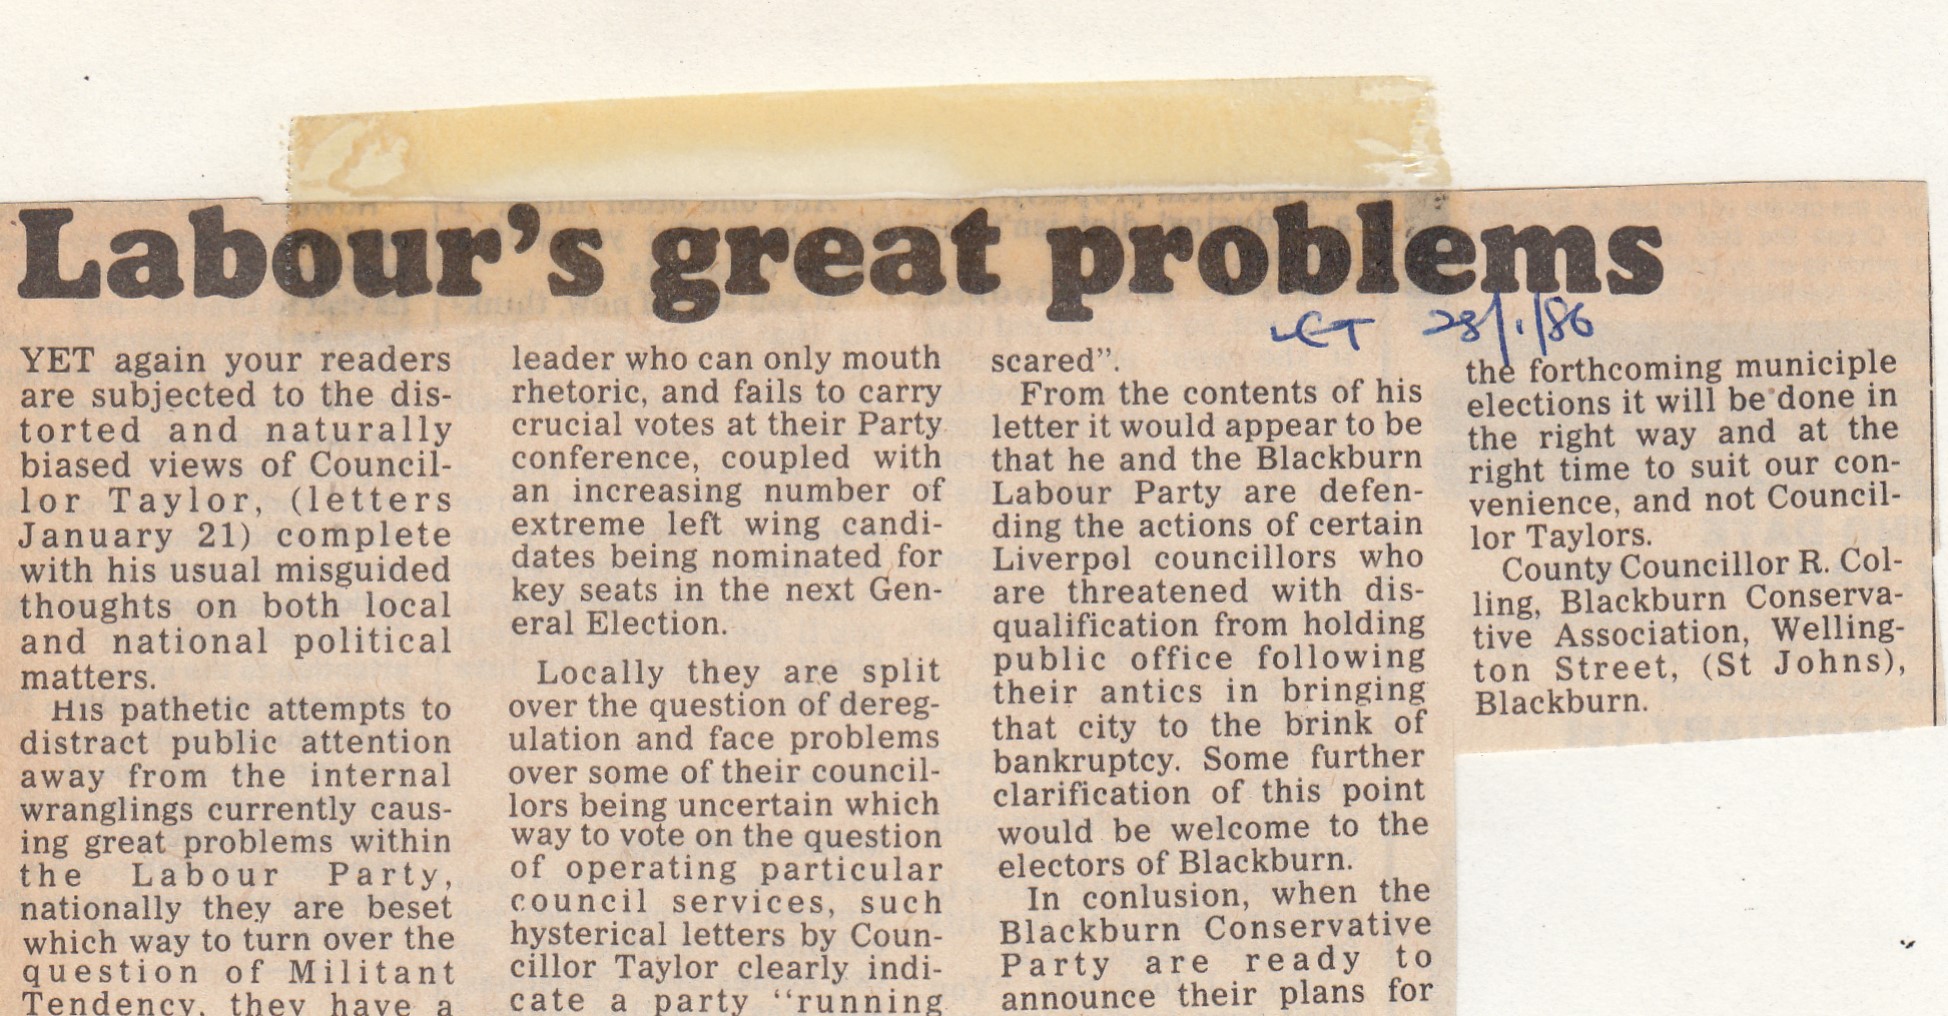 Labour's great problems
LET 28/1/86
YET again your readers
are subjected to the dis-
torted and naturally
biased views of Council-
lor Taylor, (letters
January 21) complete
with his usual misguided
thoughts on both local
and national political
matters.
His pathetic attempts to
distract public attention
away from the internal
wranglings currently caus-
ing great problems within
the Labour Party,
nationally they are beset
which way to turn over the
question of Militant
Tendency, they have a
leader who can only mouth
rhetoric, and fails to carry
crucial votes at their Party
conference, coupled with
an increasing number of
extreme left wing candi-
dates being nominated for
key seats in the next Gen-
eral Election.
Locally they are split
over the question of dereg-
ulation and face problems
over some of their council-
lors being uncertain which
way to vote on the question
of operating particular
council services, such
hysterical letters by Coun-
cillor Taylor clearly indi-
cate a party “running
scared”.
From the contents of his
letter it would appear to be
that he and the Blackburn
Labour Party are defen-
ding the actions of certain
Liverpol councillors who
are threatened with dis-
qualification from holding
public office following
their antics in bringing
that city to the brink of
bankruptcy. Some further
clarification of this point
would be welcome to the
electors of Blackburn.
In conlusion, when the
Blackburn Conservative
Party are ready to
announce their plans for
the forthcoming municiple
elections it will be done in
the right way and at the
right time to suit our con-
venience, and not Council-
lor Taylors.
County Councillor R. Col-
ling, Blackburn Conserva-
tive Association, Welling-
ton Street, (St Johns),
Blackburn.